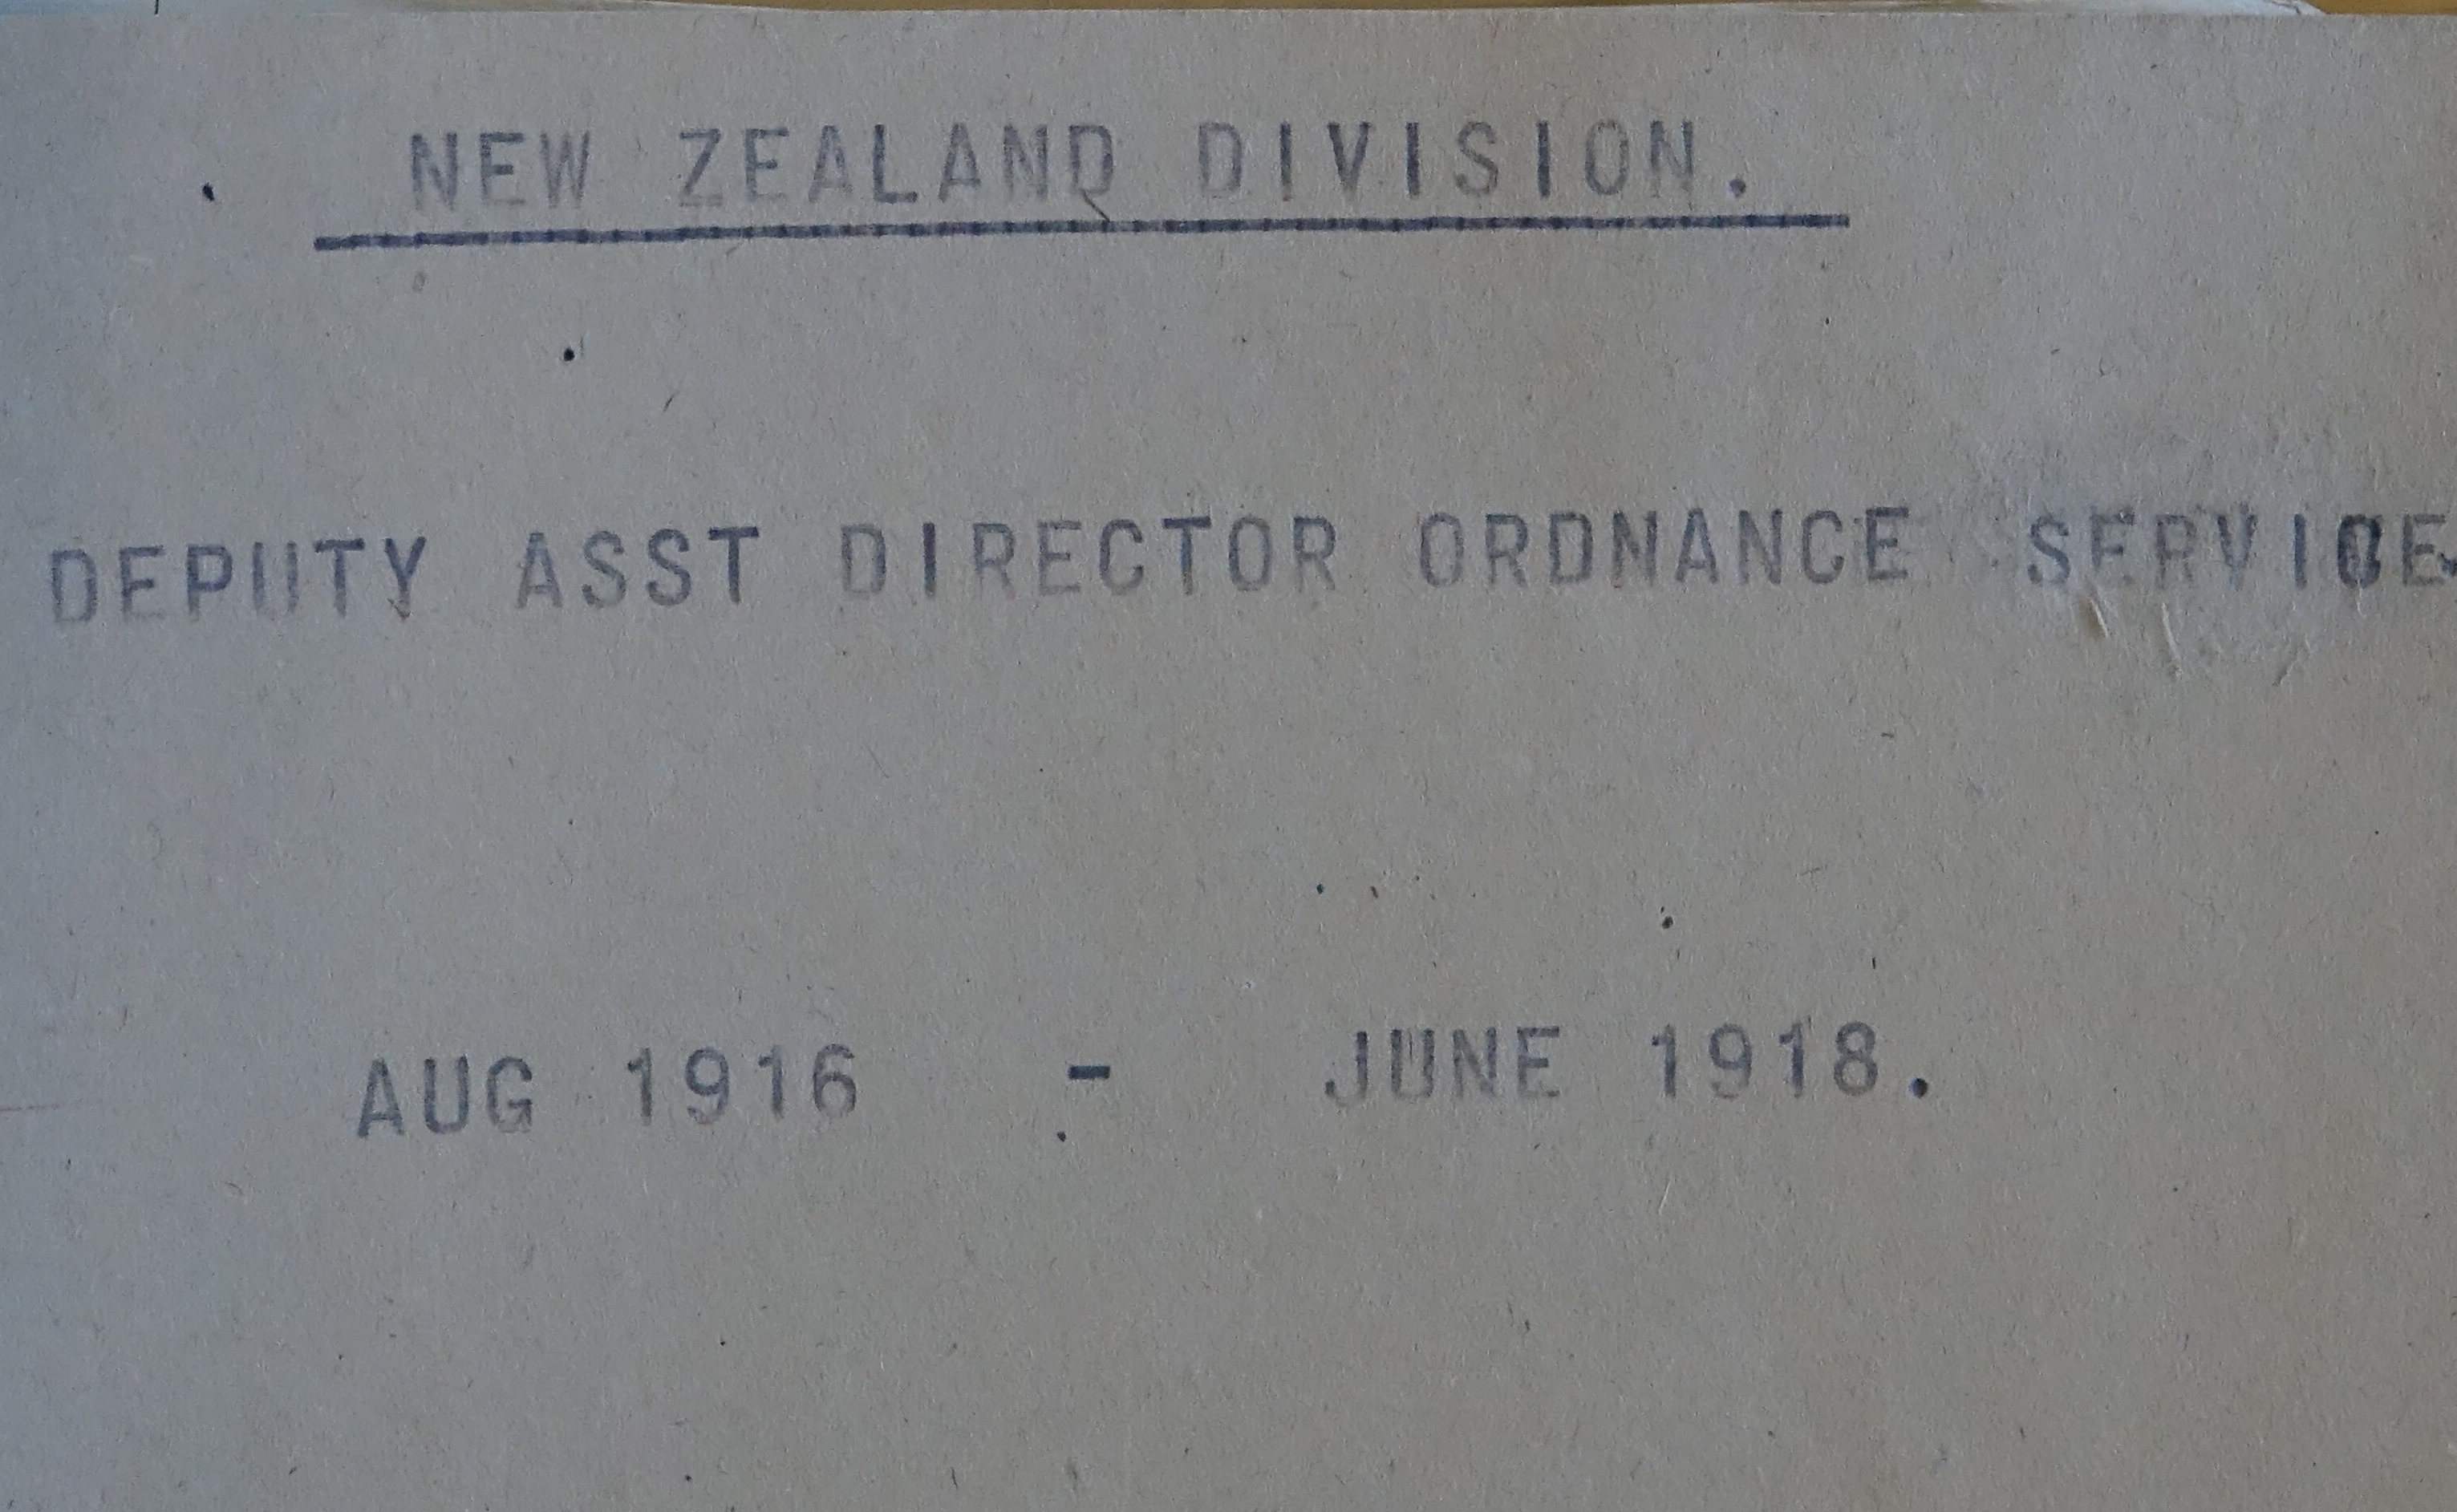 NEW ZEALAND DIVISION.
DEPUTY ASST DIRECTOR ORDNANCE SERVICE
AUG 1916 - JUNE 1918.